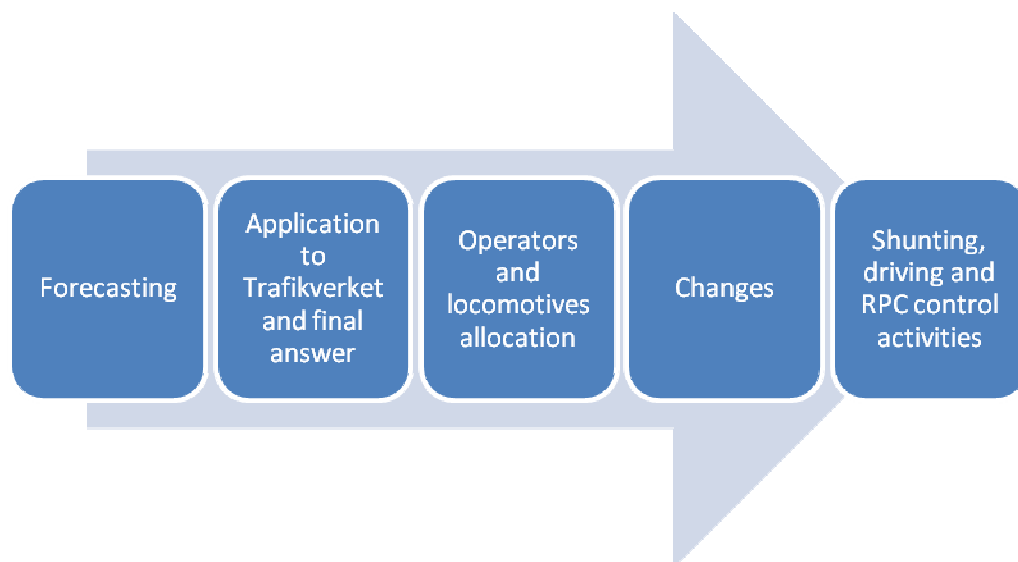 Forecasting
Application
to
Trafikverket
and final
answer
Operators
and
locomotives
allocation
Changes
Shunting,
driving and
RPC control
activities